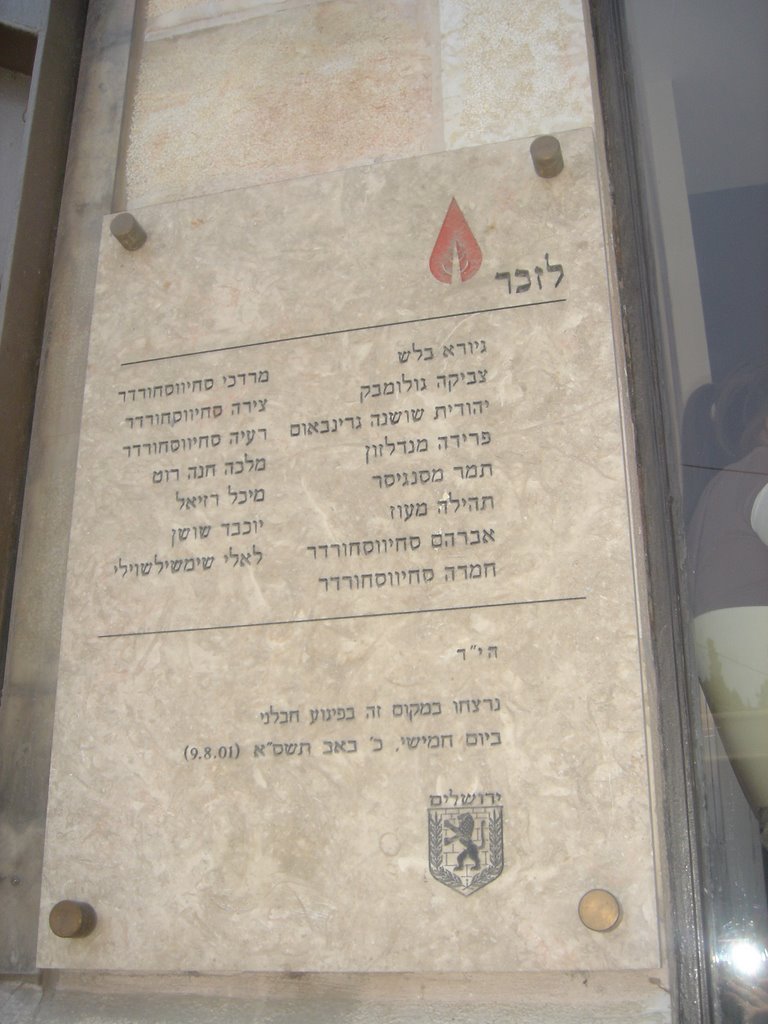 לזכר
גיורא בלש
צביקה גולומבק
יהודית שושנה גרינבאום
פרידה מנדלזון
תמר מסנגיסר
תהילה מעוז
אברהם סחיווסחורדר
חמדה סחיווסחורדר
מרדכי סחיווסחורדר
צירה סחיווסחורדר
רעיה סחיווסחורדר
מלכה חנה רוט
מיכל רזיאל
יוכבד שושן
לאלי שימשילשוילי
הי"ד
נרצחו במקום זה בפיגוע חבלני
ביום חמישי, כ' באב תשס"א (9.8.01)
ירושלים